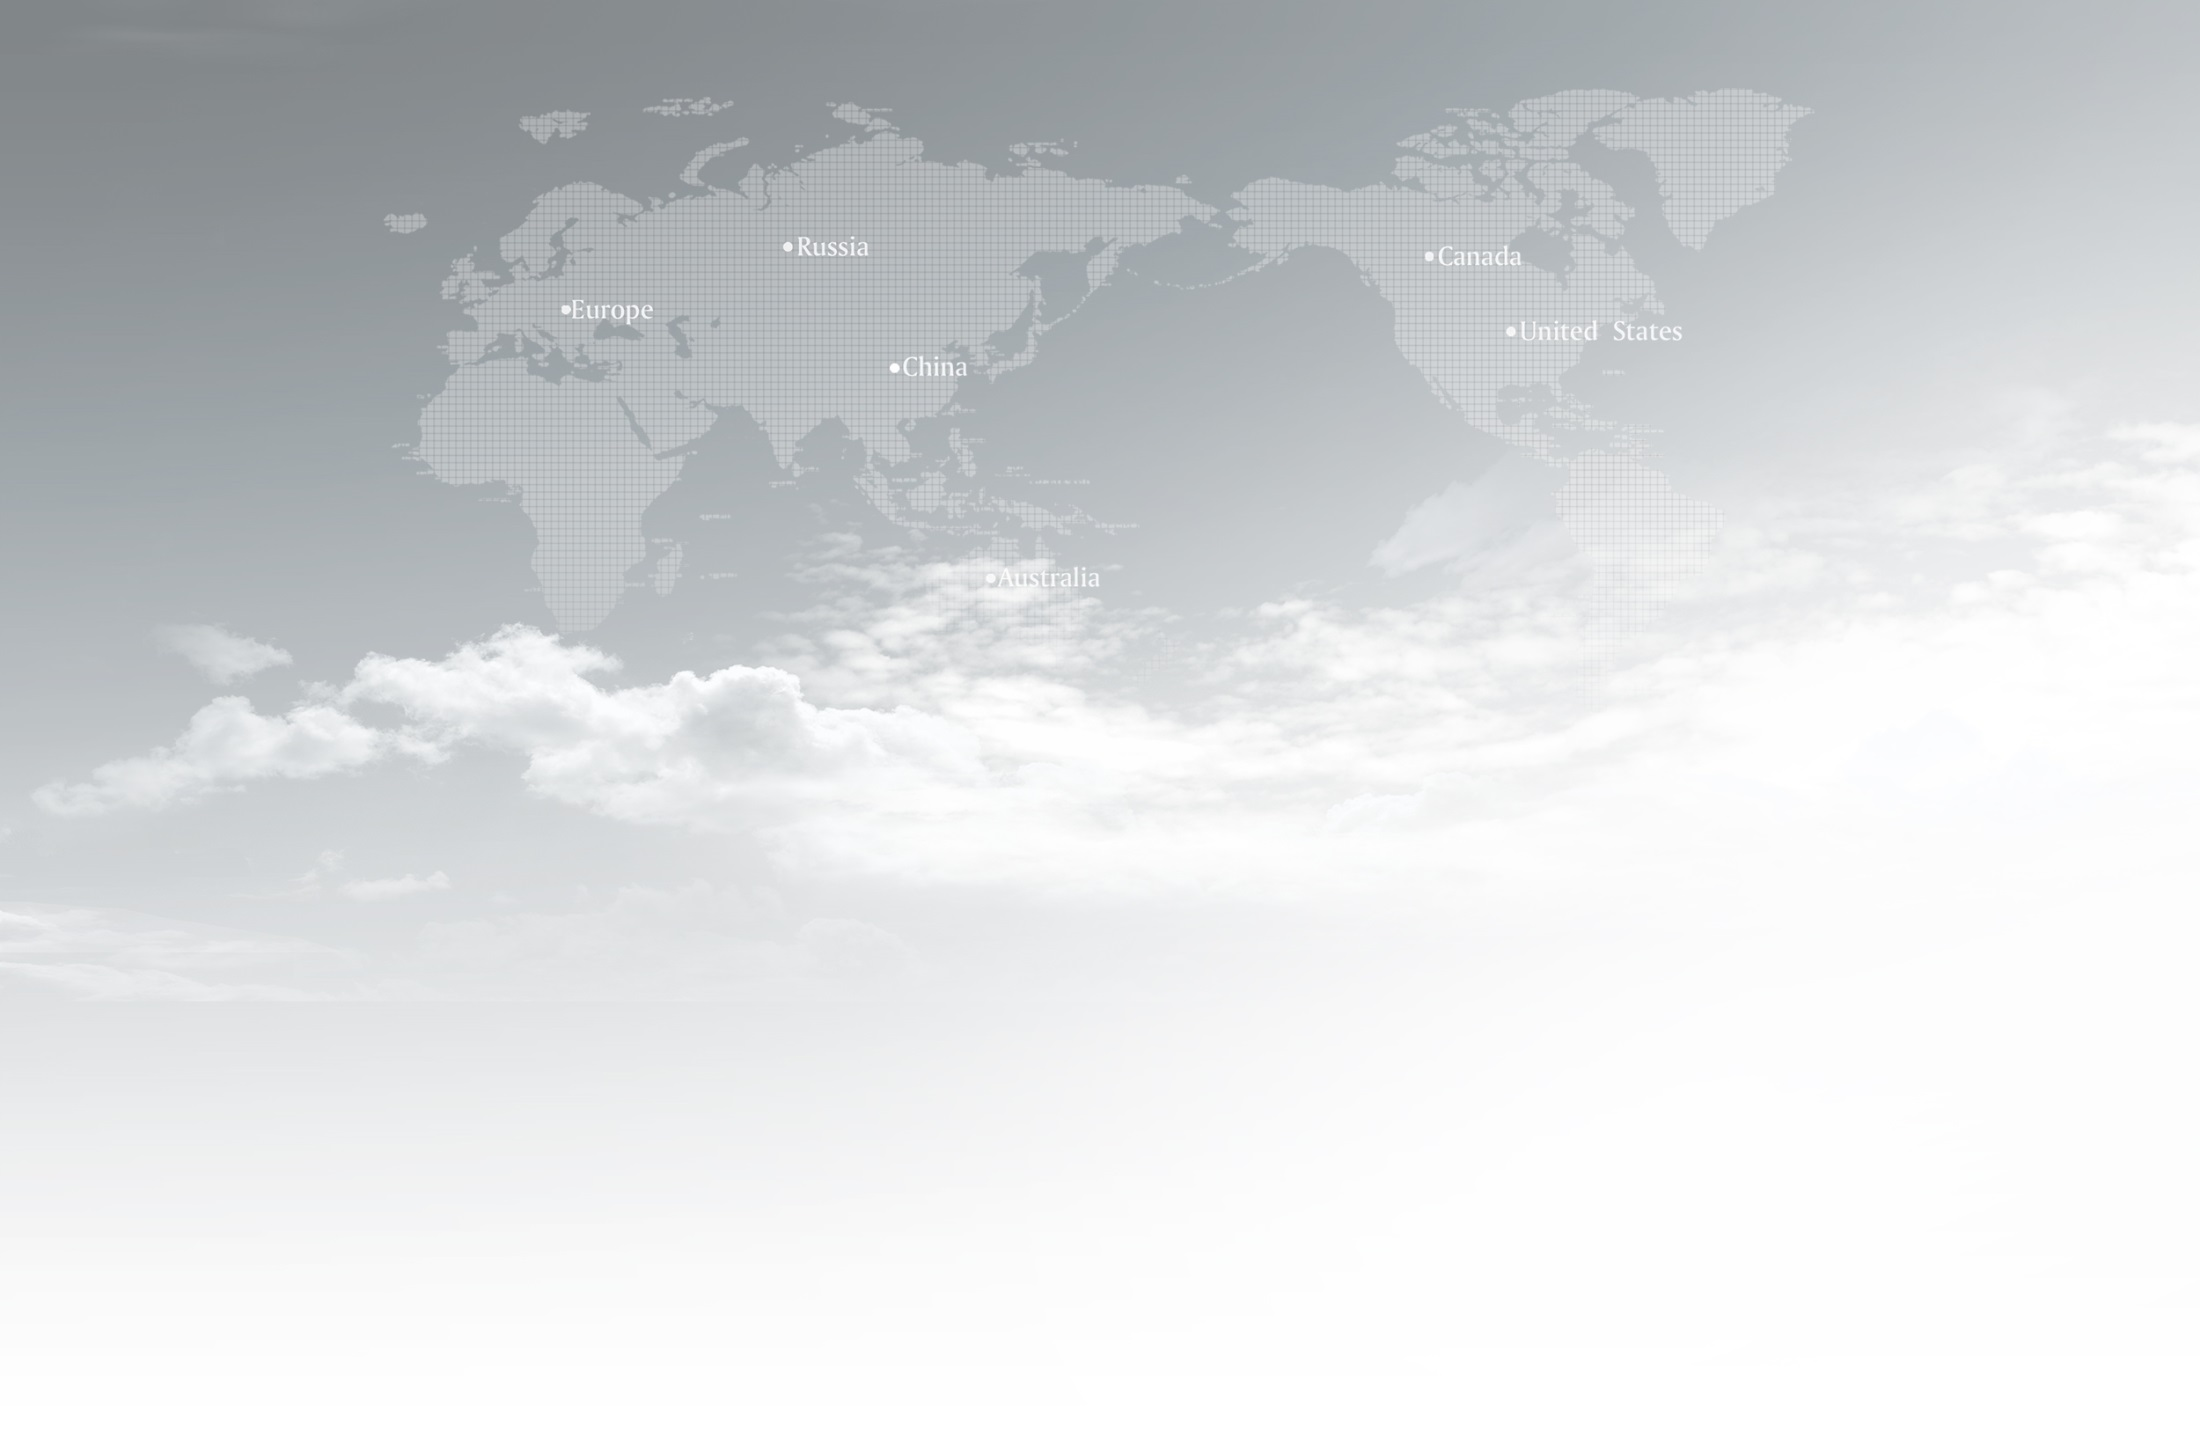 Russia
Canada
Europe
United States
China
Australia